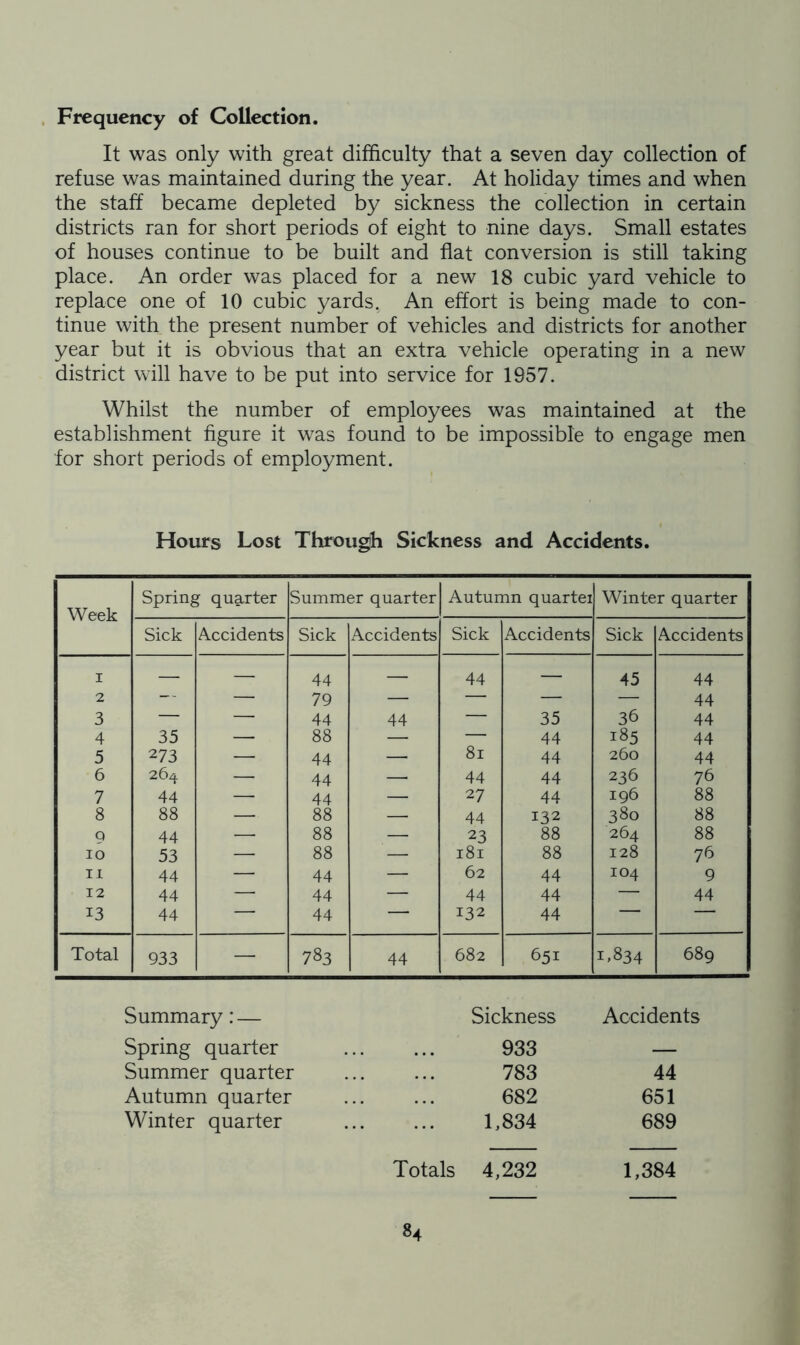 Frequency of Collection.
It was only with great difficulty that a seven day collection of
refuse was maintained during the year. At holiday times and when
the staff became depleted by sickness the collection in certain
districts ran for short periods of eight to nine days. Small estates
of houses continue to be built and flat conversion is still taking
place. An order was placed for a new 18 cubic yard vehicle to
replace one of 10 cubic yards. An effort is being made to con-
tinue with the present number of vehicles and districts for another
year but it is obvious that an extra vehicle operating in a new
district will have to be put into service for 1957.
Whilst the number of employees was maintained at the
establishment figure it was found to be impossible to engage men
for short periods of employment.
Hours Lost Through Sickness and Accidents.
Week Spring quarter Summer quarter Autumn quarter Winter quarter
Sick Accidents Sick Accidents Sick Accidents Sick Accidents
1 — — 44 — 44 — 45 44
2 — — 79 — — — — 44
3 — — 44 44 — 35 36 44
4 35 — 88 — — 44 185 44
5 273 — 44 — 81 44 260 44
6 264 — 44 — 44 44 236 76
7 44 — 44 — 27 44 196 88
8 88 — 88 — 44 132 380 88
9 44 — 88 — 23 88 264 88
10 53 — 88 — 181 88 128 76
11 44 — 44 — 62 44 104 9
12 44 — 44 — 44 44 — 44
13 44 — 44 — 132 44 — —
Total 933 — 783 44 682 651 1,834 689
Summary :— Sickness Accidents
Spring quarter ... ... 933 —
Summer quarter ... ... 783 44
Autumn quarter ... ... 682 651
Winter quarter ... ... 1,834 689
Totals 4,232 1,384
84